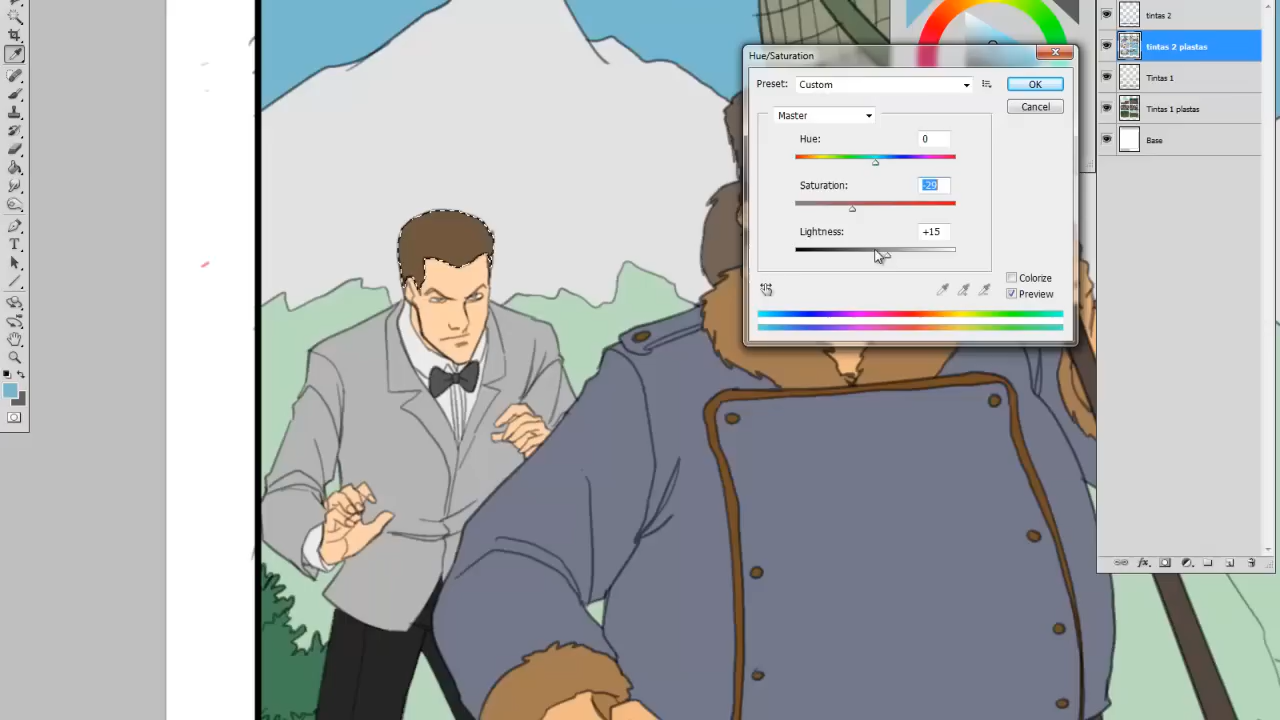 tintas 2
tintas 2 plastas
Tintas 1
Tintas 1 plastas
Base
Hue/Saturation
Preset: Custom
OK
Cancel
Master
Hue: 0
Saturation: -29
Lightness: +15
Colorize
Preview